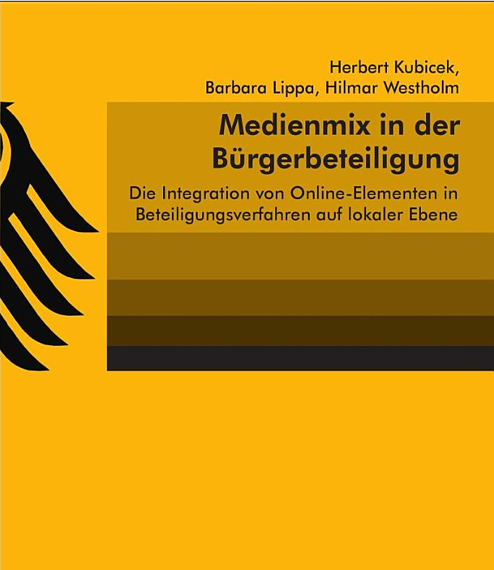 Herbert Kubicek,
Barbara Lippa, Hilmar Westholm
Medienmix in der
Bürgerbeteiligung
Die Integration von Online-Elementen in
Beteiligungsverfahren auf lokaler Ebene